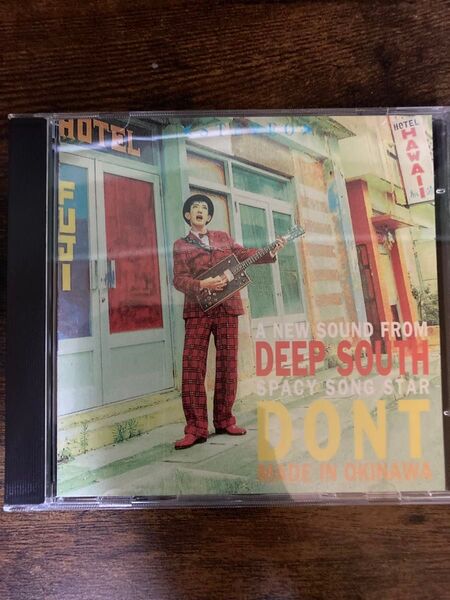 HOTEL
HOTEL
HAWAII
FUJI
A NEW SOUND FROM
DEEP SOUTH
SPACY SONG STAR
DONT
MADE IN OKINAWA